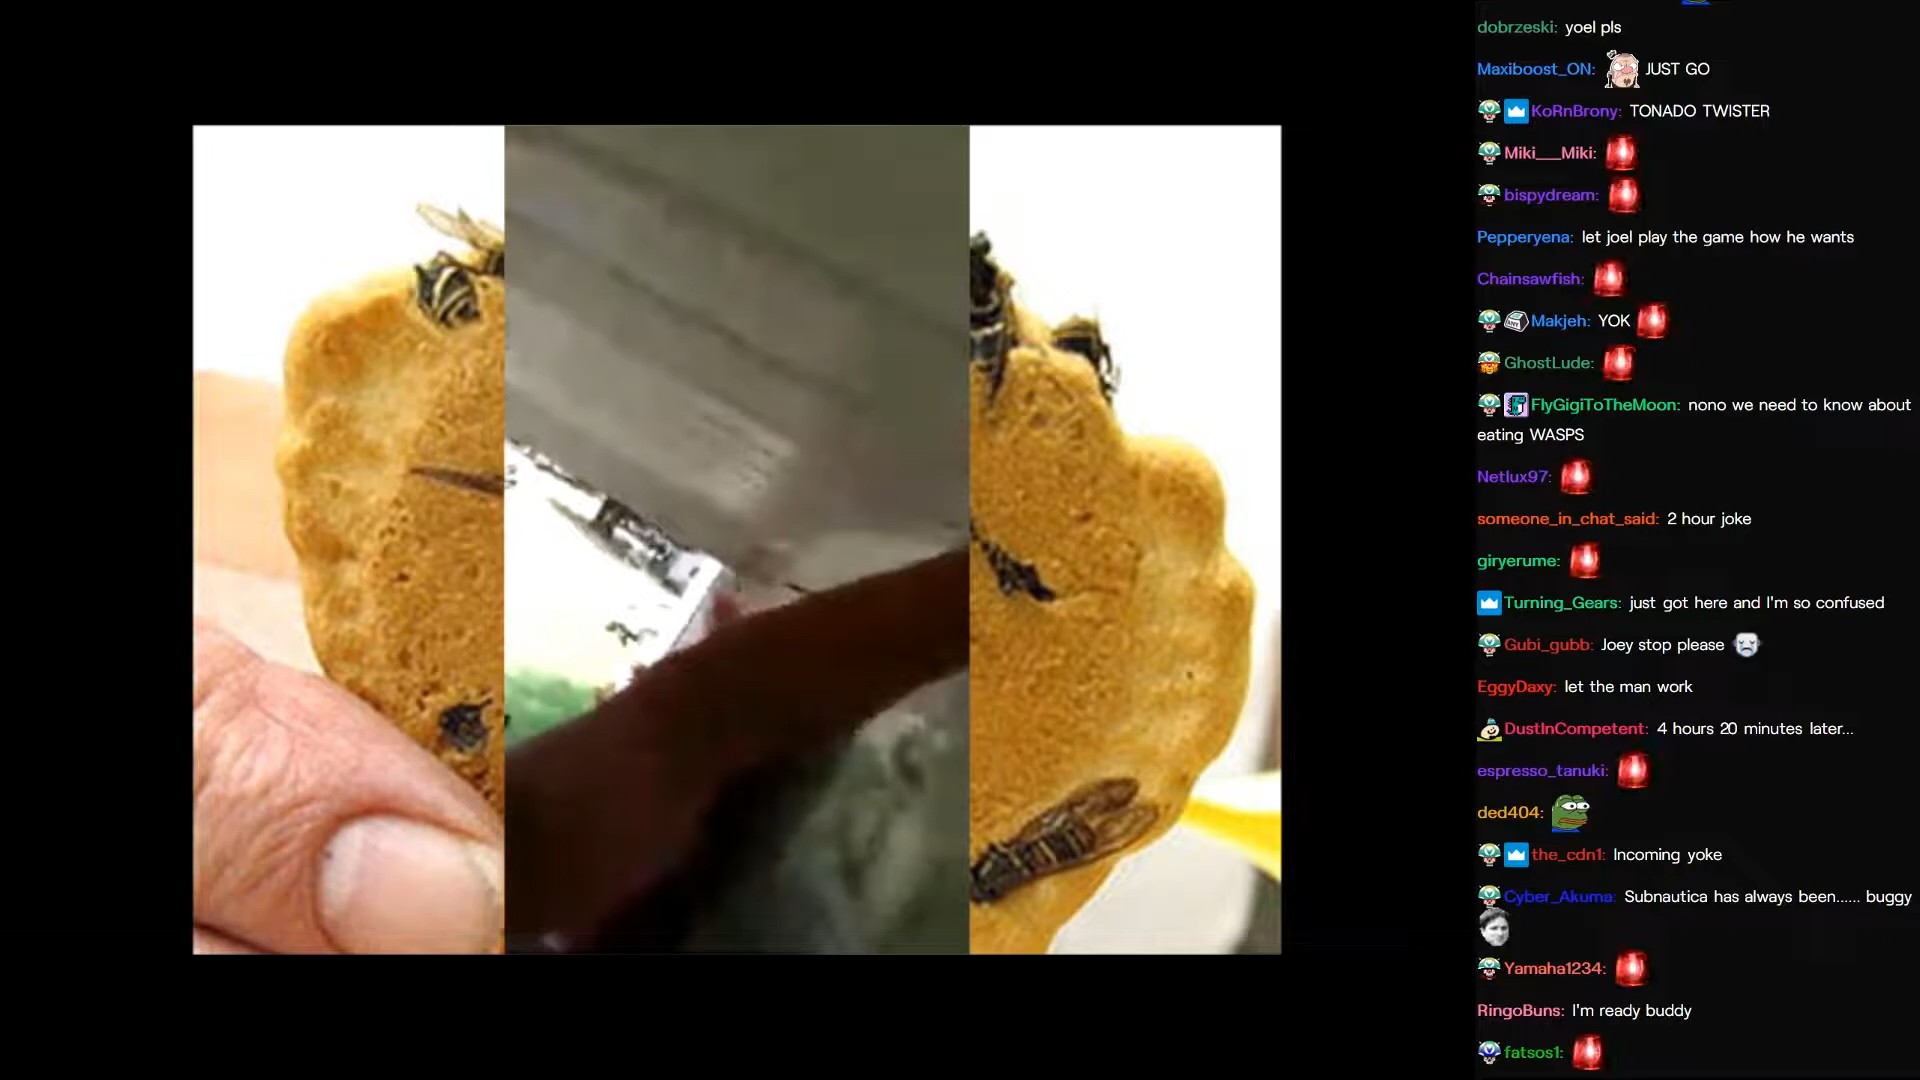 dobrzeski: yoel pls
Maxiboost_ON: JUST GO
KoRnBrony: TONADO TWISTER
Miki___Miki:
bispydream:
Pepperyena: let joel play the game how he wants
Chainsawfish:
Makjeh: YOK
GhostLude:
FlyGigiToTheMoon: nono we need to know about
eating WASPS
Netlux97:
someone_in_chat_said: 2 hour joke
giryerume:
Turning_Gears: just got here and I'm so confused
Gubi_gubb: Joey stop please
EggyDaxy: let the man work
DustInCompetent: 4 hours 20 minutes later...
espresso_tanuki:
ded404:
the_cdn1: Incoming yoke
Cyber_Akuma: Subnautica has always been...... buggy
Yamaha1234:
RingoBuns: I'm ready buddy
fatsos1: